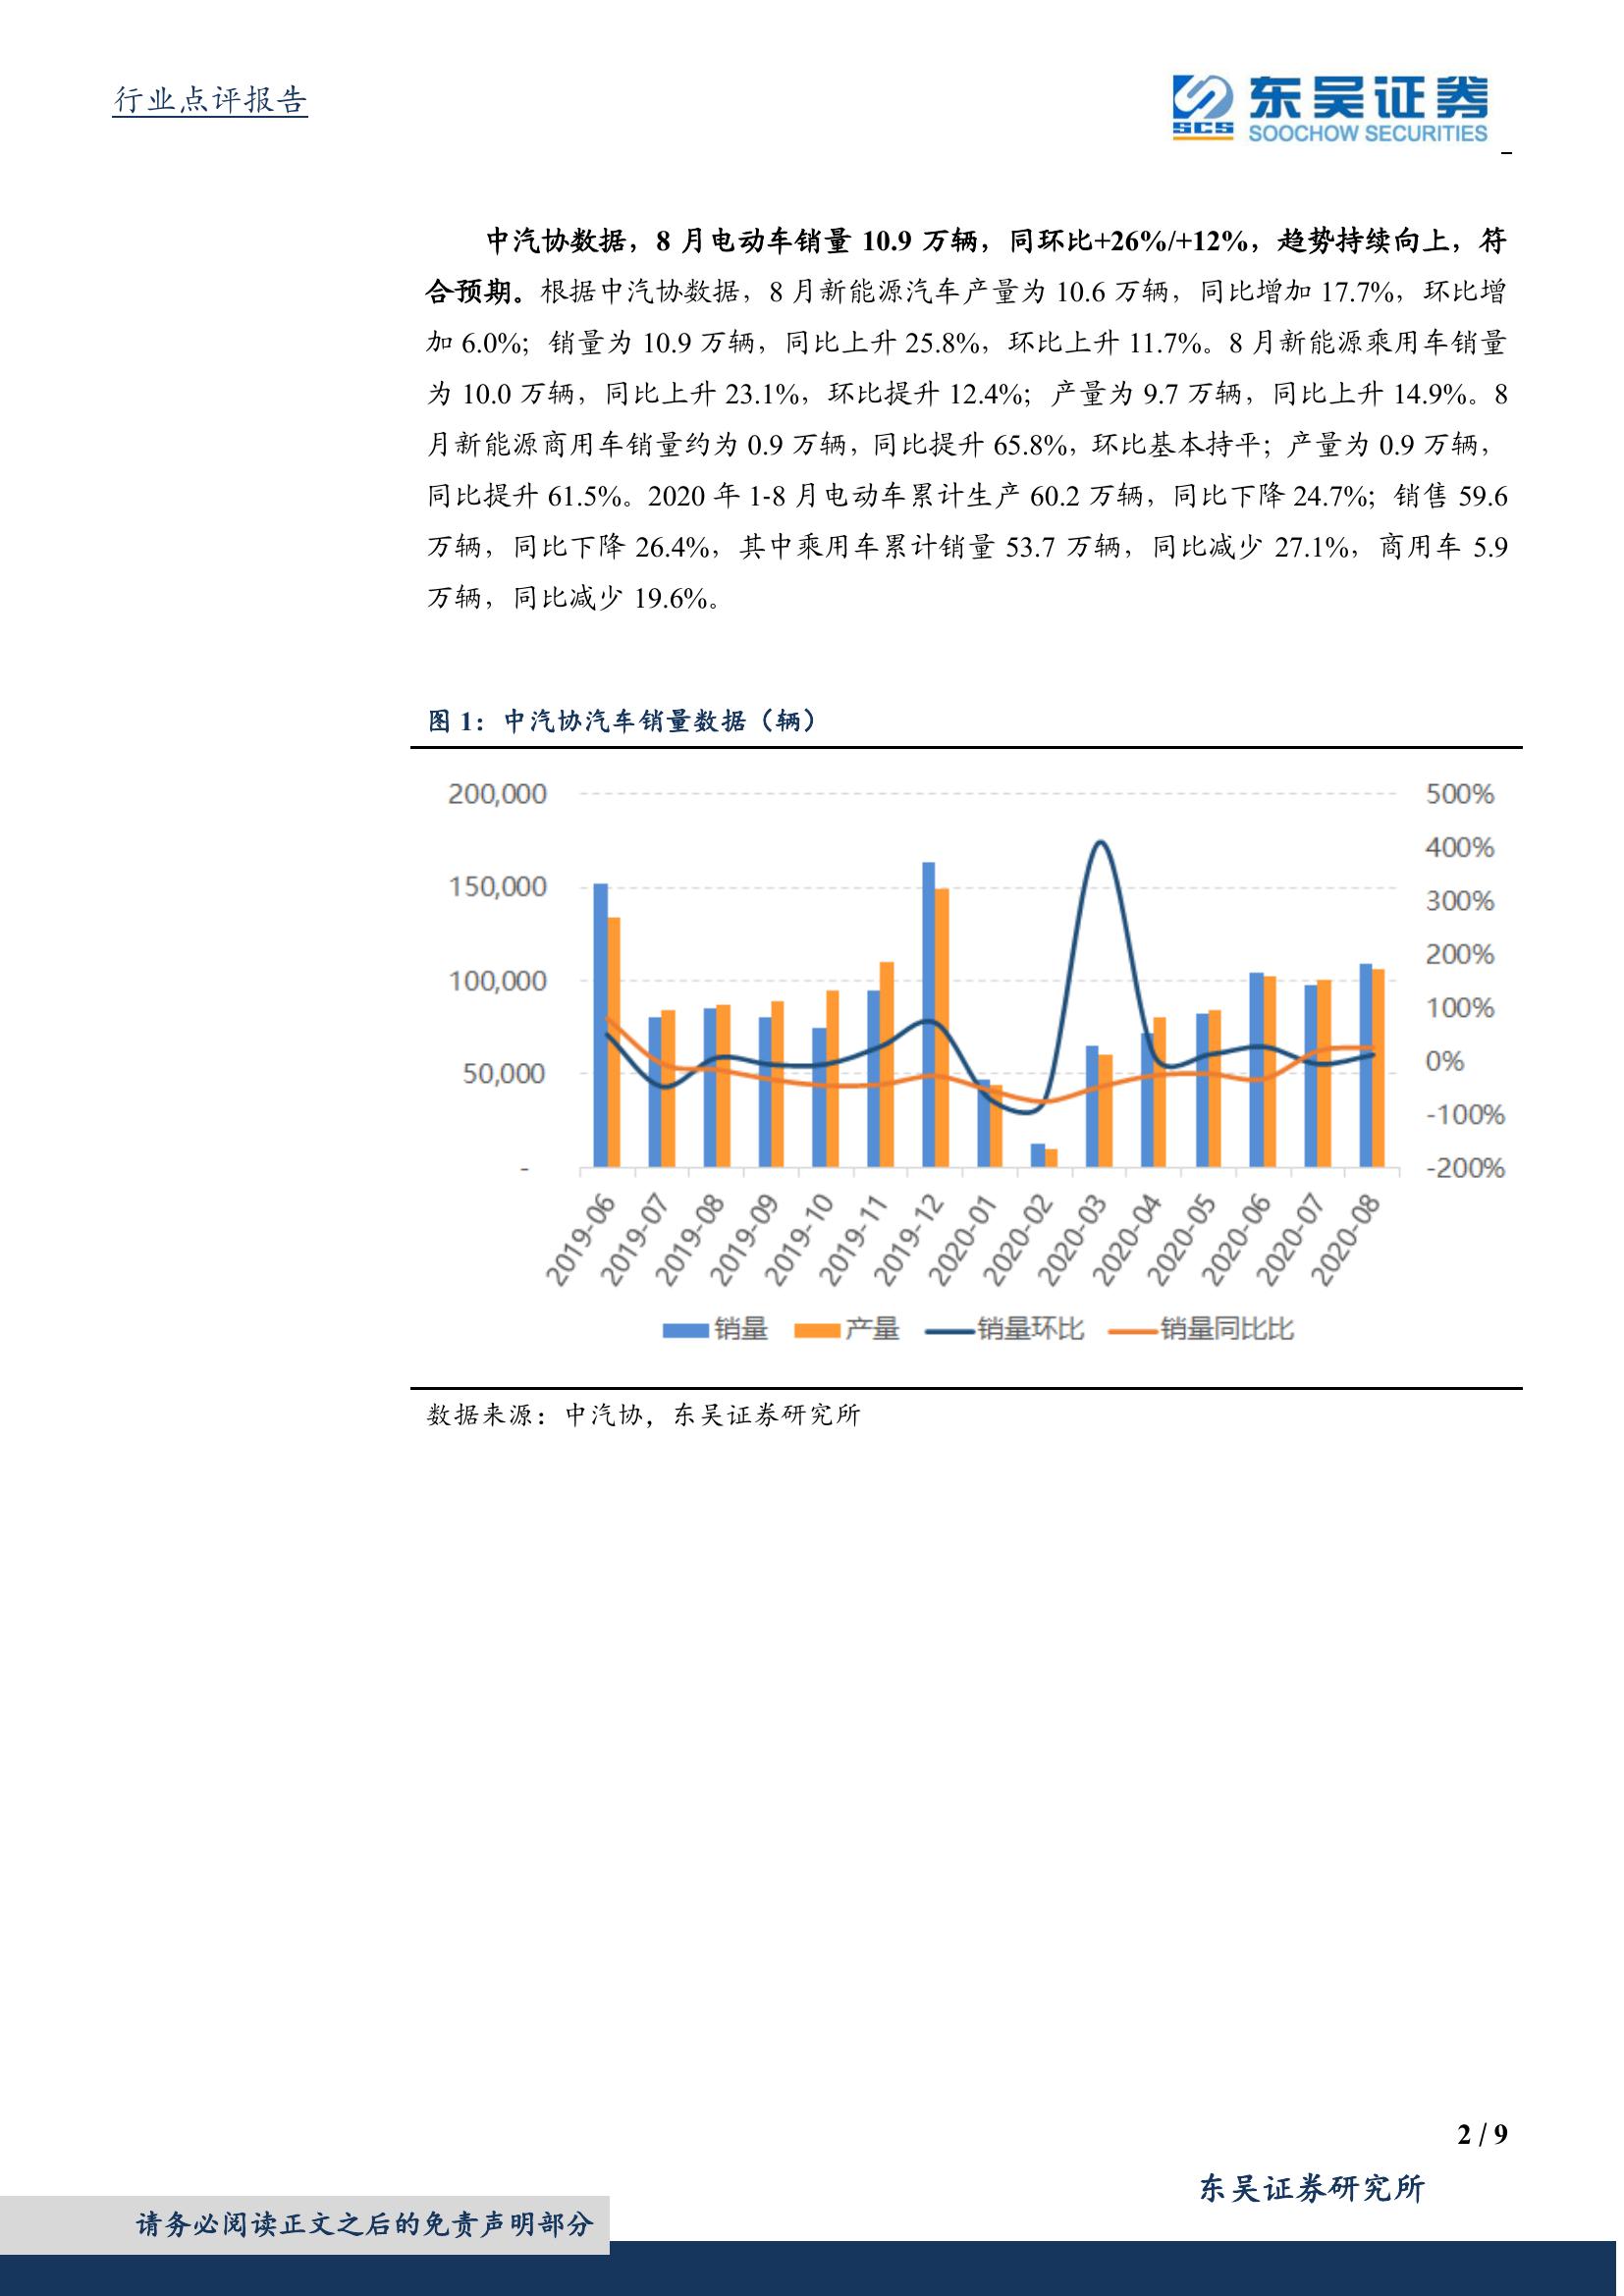 行业点评报告
SCS
东吴证券
SOOCHOW SECURITIES
中汽协数据，8 月电动车销量 10.9 万辆，同环比+26%/+12%，趋势持续向上，符
合预期。根据中汽协数据，8 月新能源汽车产量为 10.6 万辆，同比增加 17.7%，环比增
加 6.0%；销量为 10.9 万辆，同比上升 25.8%，环比上升 11.7%。8 月新能源乘用车销量
为 10.0 万辆，同比上升 23.1%，环比提升 12.4%；产量为 9.7 万辆，同比上升 14.9%。8
月新能源商用车销量约为 0.9 万辆，同比提升 65.8%，环比基本持平；产量为 0.9 万辆，
同比提升 61.5%。2020 年 1-8 月电动车累计生产 60.2 万辆，同比下降 24.7%；销售 59.6
万辆，同比下降 26.4%，其中乘用车累计销量 53.7 万辆，同比减少 27.1%，商用车 5.9
万辆，同比减少 19.6%。
图 1：中汽协汽车销量数据（辆）
200,000
150,000
100,000
50,000
-
500%
400%
300%
200%
100%
0%
-100%
-200%
2019-06
2019-07
2019-08
2019-09
2019-10
2019-11
2019-12
2020-01
2020-02
2020-03
2020-04
2020-05
2020-06
2020-07
2020-08
销量 产量 销量环比 销量同比比
数据来源：中汽协，东吴证券研究所
2 / 9
东吴证券研究所
请务必阅读正文之后的免责声明部分